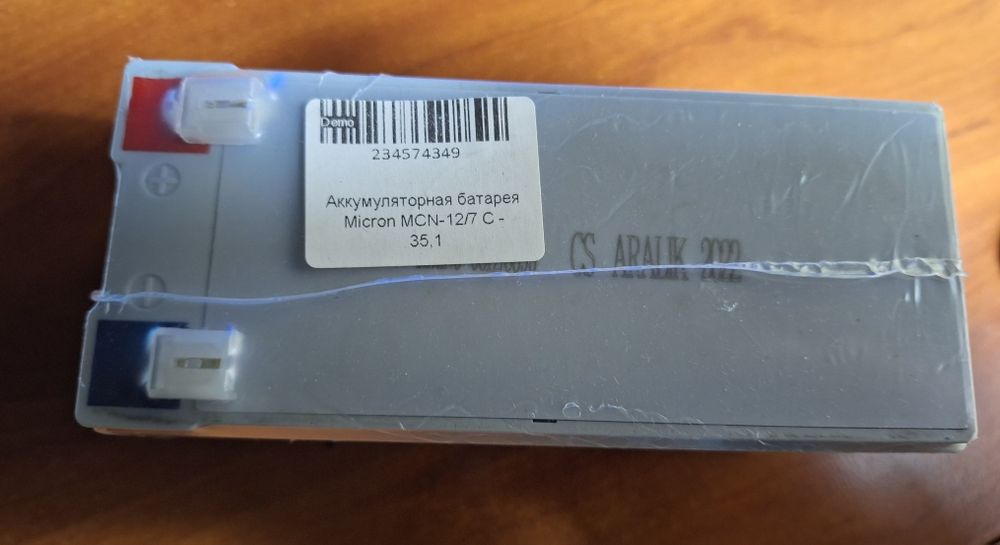 Demo
234574349
Аккумуляторная батарея
Micron MCN-12/7 C -
35,1
CS ARALIK 2022